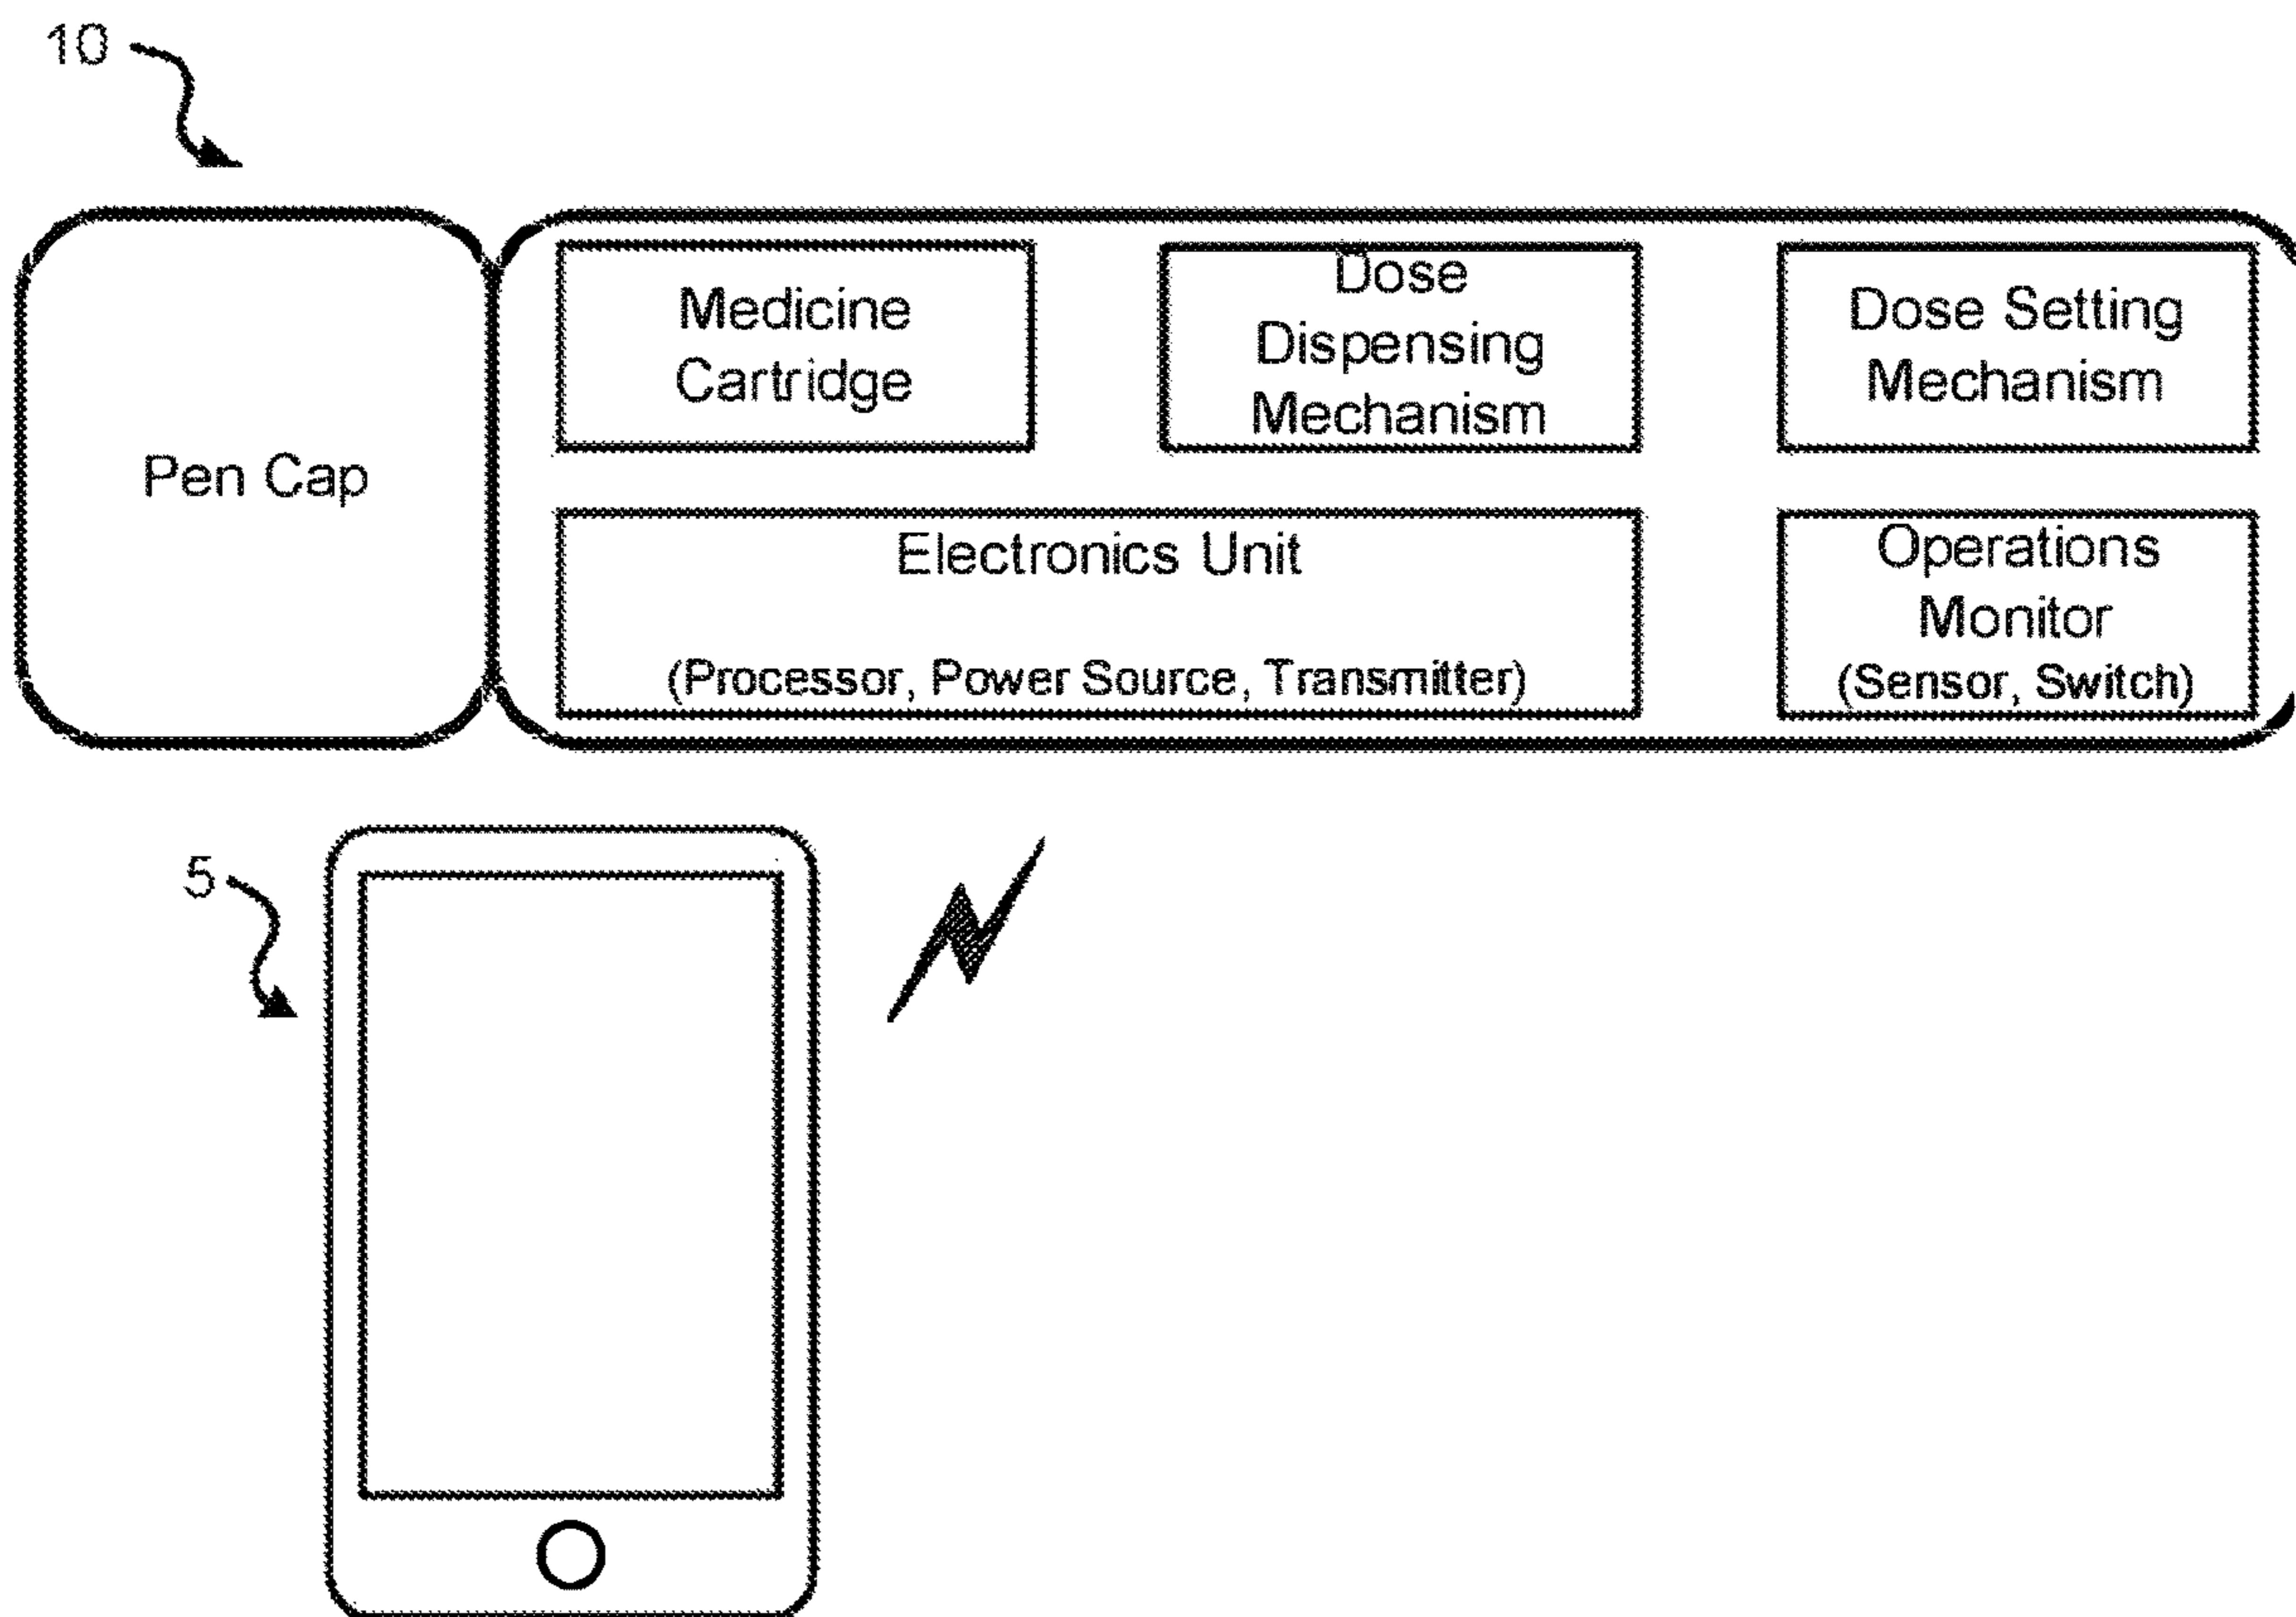 10
Pen Cap
Medicine
Cartridge
Dose
Dispensing
Mechanism
Dose Setting
Mechanism
Electronics Unit
(Processor, Power Source, Transmitter)
Operations
Monitor
(Sensor, Switch)
5